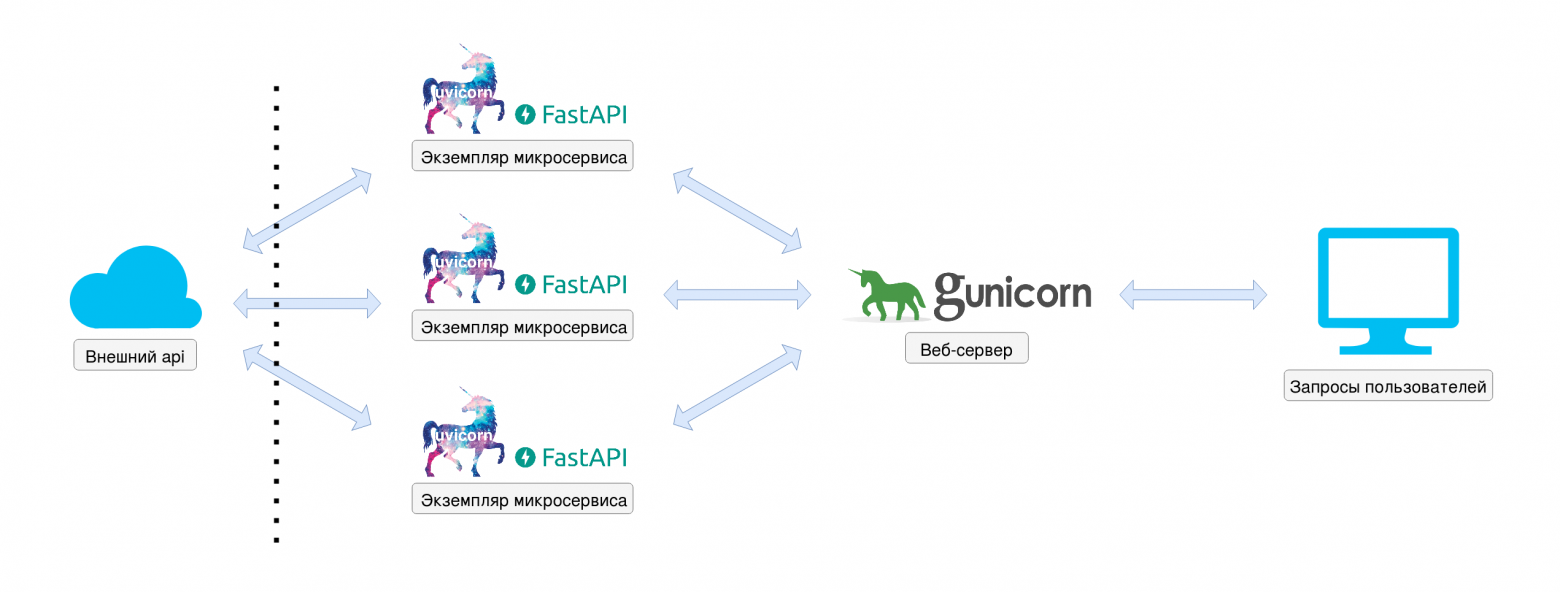 uvicorn
FastAPI
Экземпляр микросервиса
uvicorn
FastAPI
Экземпляр микросервиса
uvicorn
FastAPI
Экземпляр микросервиса
Внешний api
gunicorn
Веб-сервер
Запросы пользователей